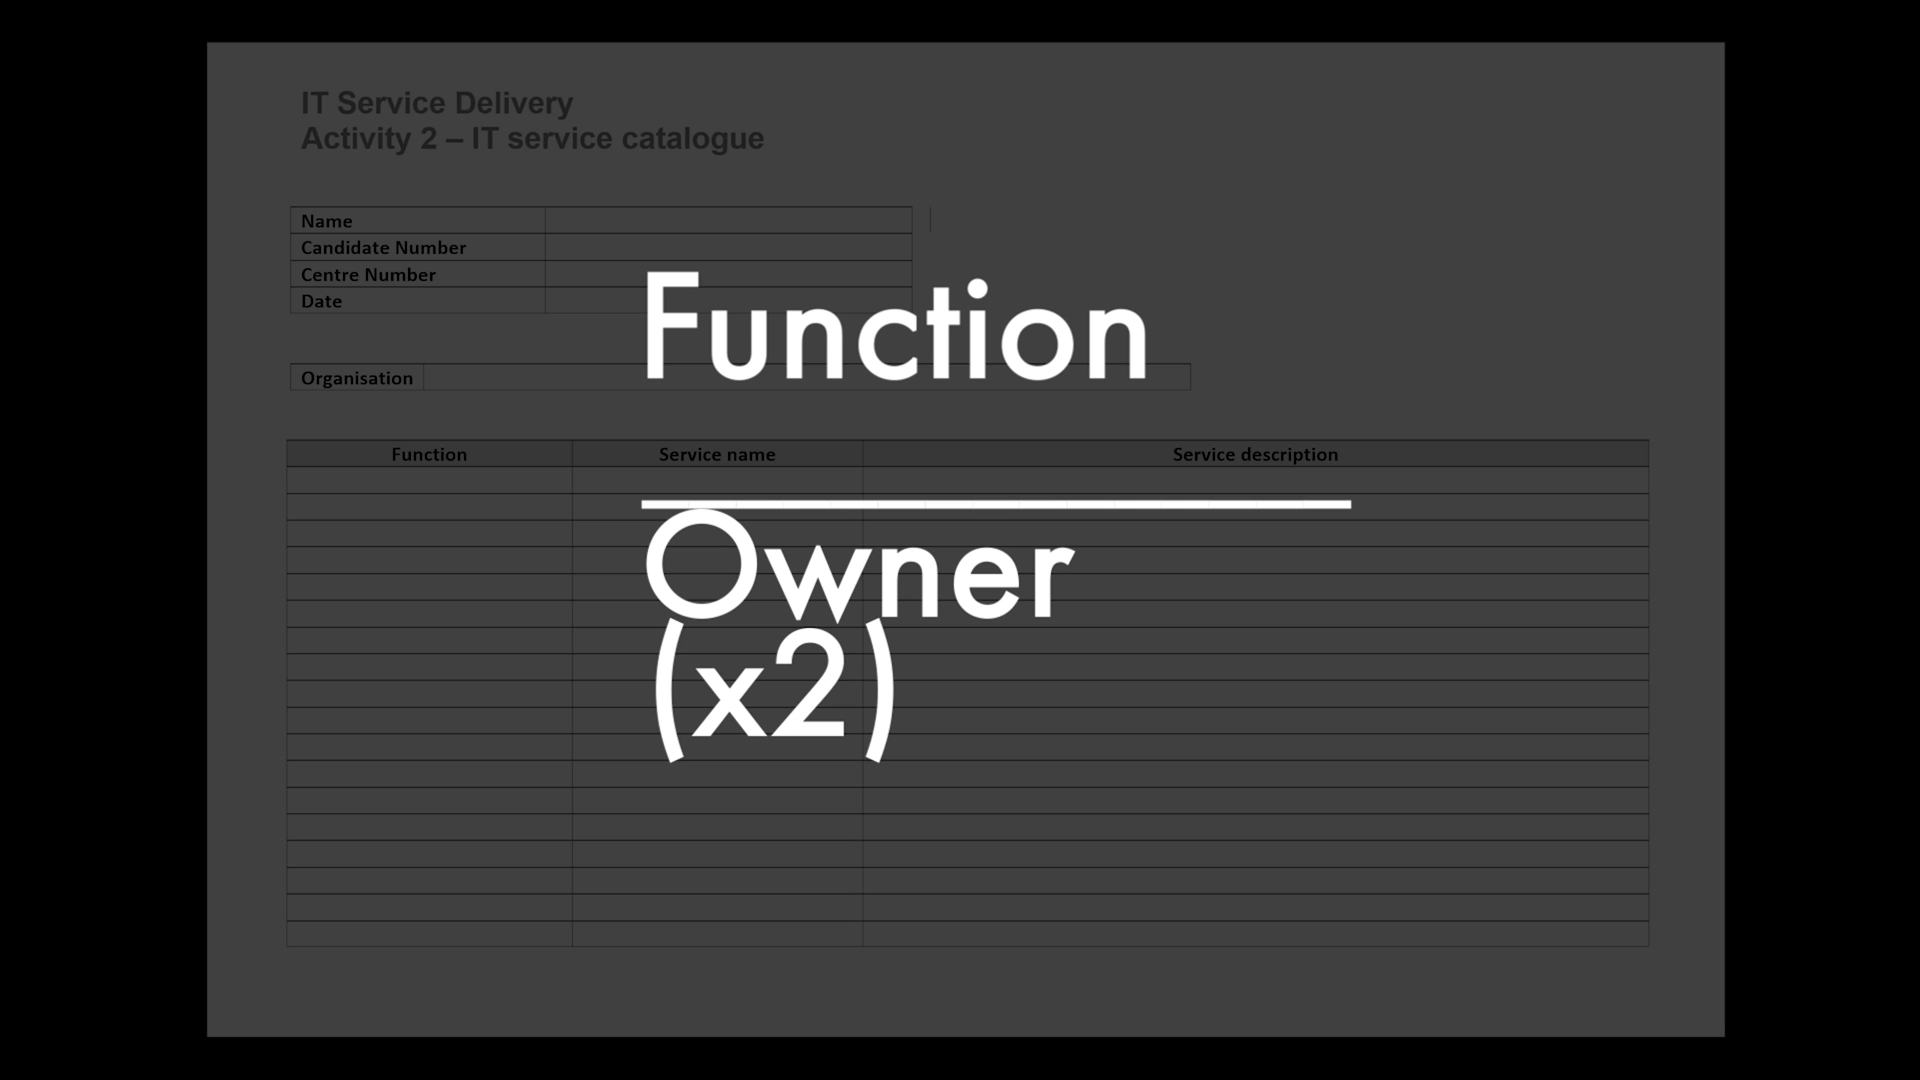 IT Service Delivery
Activity 2 – IT service catalogue
Name
Candidate Number
Centre Number
Date
Function
Organisation
Function Service name Service description
Owner
(x2)